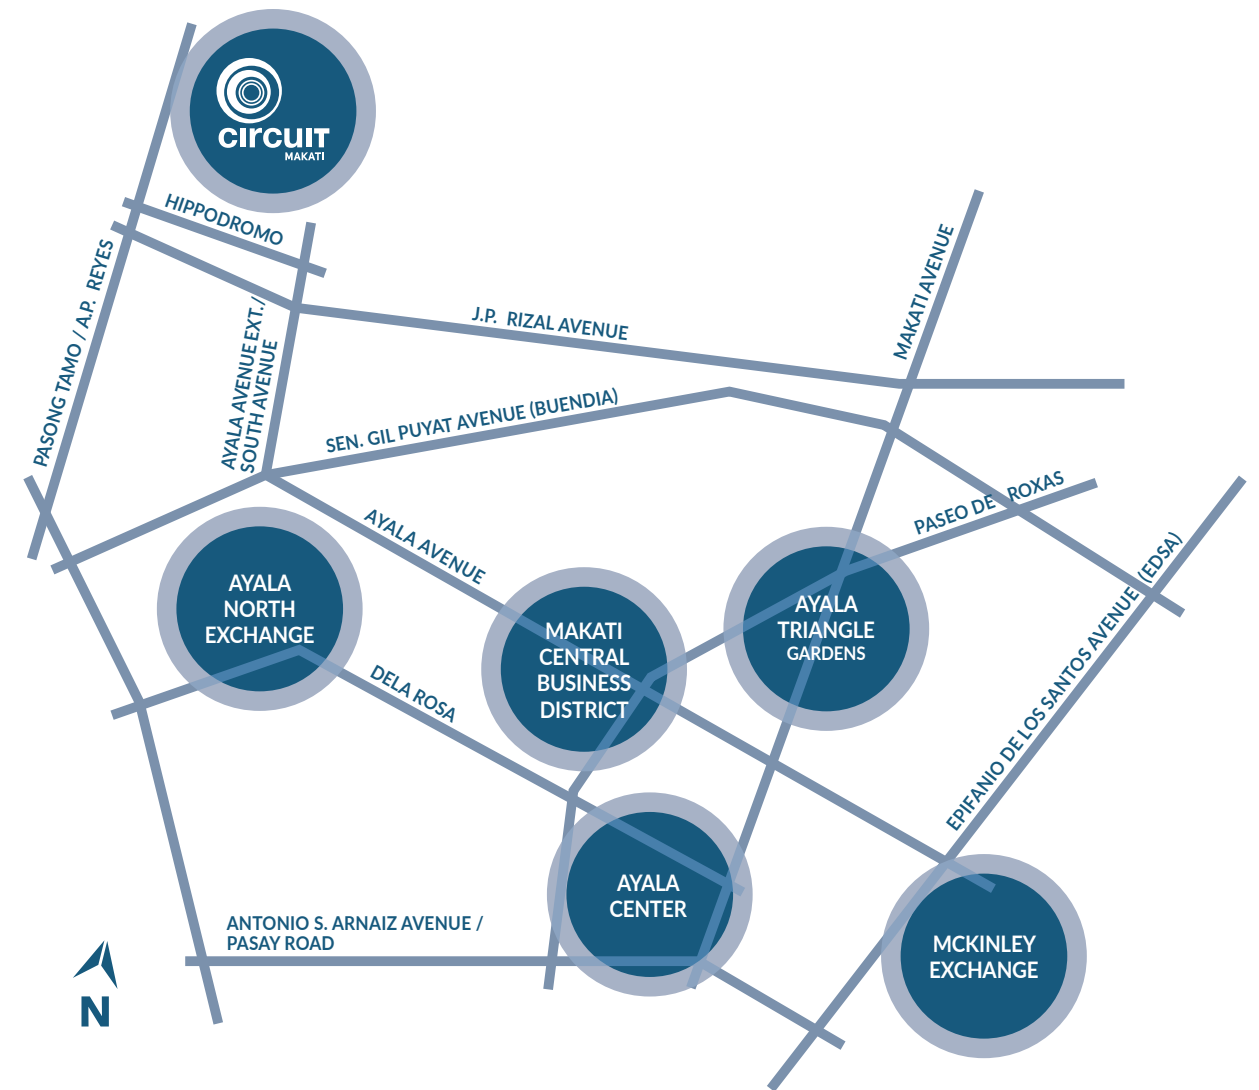 circuit
MAKATI
HIPPODROMO
PASONG TAMO / A.P. REYES
AYALA AVENUE EXT./
SOUTH AVENUE
J.P. RIZAL AVENUE
MAKATI AVENUE
SEN. GIL PUYAT AVENUE (BUENDIA)
PASEO DE ROXAS
AYALA AVENUE
EPIFANIO DE LOS SANTOS AVENUE (EDSA)
AYALA
NORTH
EXCHANGE
MAKATI
CENTRAL
BUSINESS
DISTRICT
AYALA
TRIANGLE
GARDENS
DELA ROSA
AYALA
CENTER
ANTONIO S. ARNAIZ AVENUE /
PASAY ROAD
MCKINLEY
EXCHANGE
N